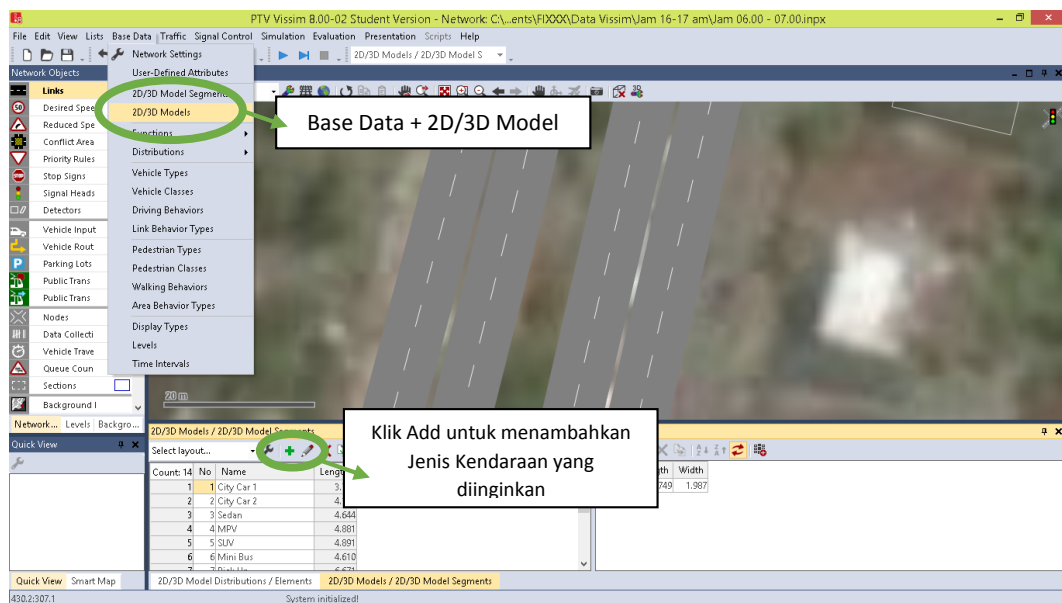 PTV Vissim 8.00-02 Student Version - Network: C:\...ents\FIXXX\Data Vissim\Jam 16-17 am\Jam 06.00 - 07.00.inpx
File Edit View Lists Base Data Traffic Signal Control Simulation Evaluation Presentation Scripts Help
2D/3D Models / 2D/3D Model S
Network Objects
Links
Desired Spee
Reduced Spe
Conflict Area
Priority Rules
Stop Signs
Signal Heads
Detectors
Vehicle Input
Vehicle Rout
Parking Lots
Public Trans
Public Trans
Nodes
Data Collecti
Vehicle Trave
Queue Coun
Sections
Background I
Network... Levels Backgro...
Network Settings
User-Defined Attributes
2D/3D Model Segments
2D/3D Models
Functions
Distributions
Vehicle Types
Vehicle Classes
Driving Behaviors
Link Behavior Types
Pedestrian Types
Pedestrian Classes
Walking Behaviors
Area Behavior Types
Display Types
Levels
Time Intervals
Base Data + 2D/3D Model
20 m
Quick View
2D/3D Models / 2D/3D Model Segments
Select layout...
Klik Add untuk menambahkan
Jenis Kendaraan yang
diinginkan
Count: 14 No Name
1 1 City Car 1
2 2 City Car 2
3 3 Sedan 4.644
4 4 MPV 4.881
5 5 SUV 4.891
6 6 Mini Bus 4.610
Width
749 1.987
Quick View Smart Map
2D/3D Model Distributions / Elements 2D/3D Models / 2D/3D Model Segments
430.2:307.1
System initialized!